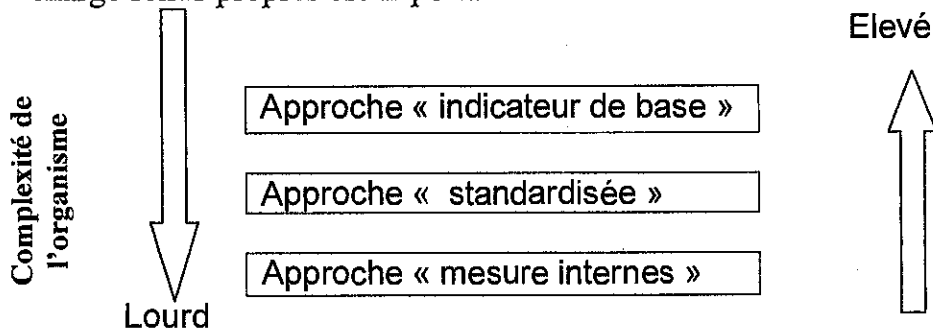 Elevé
Approche « indicateur de base »
Approche « standardisée »
Approche « mesure internes »
Complexité de
l'organisme
Lourd